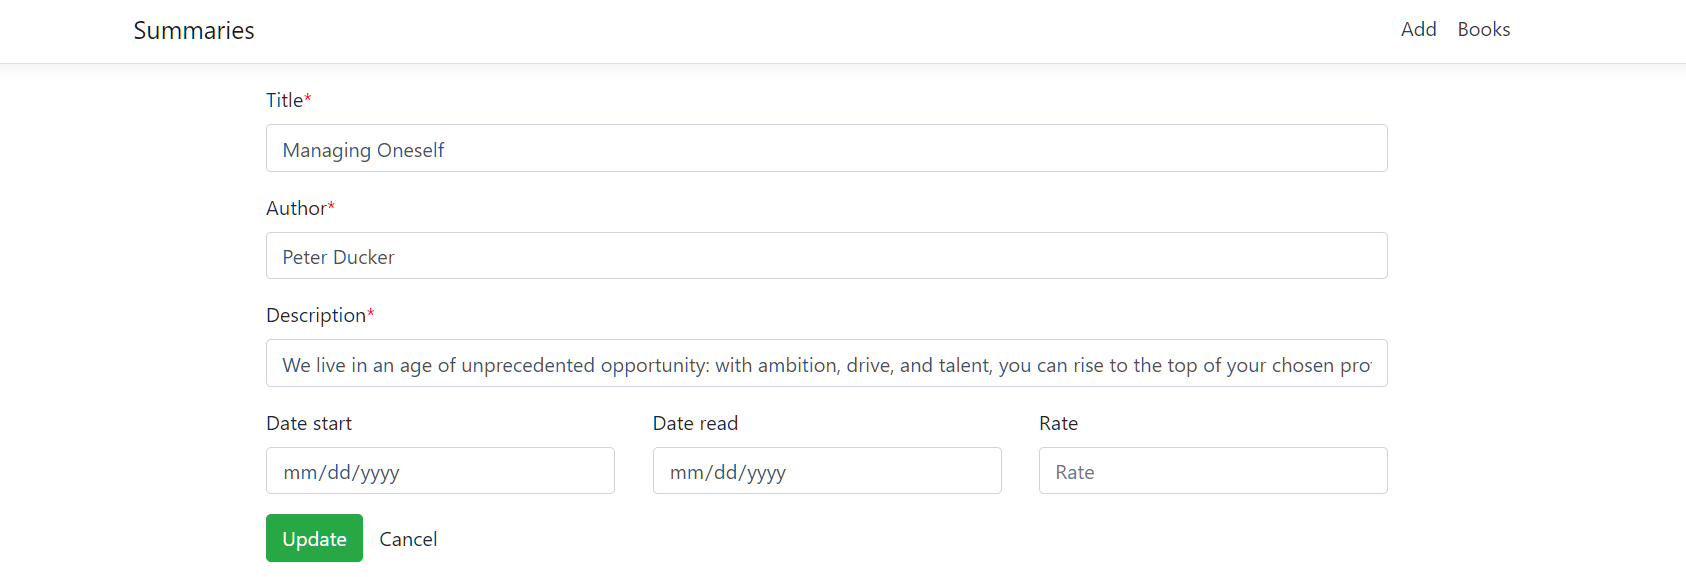 Summaries Add Books
Title*
Managing Oneself
Author*
Peter Ducker
Description*
We live in an age of unprecedented opportunity: with ambition, drive, and talent, you can rise to the top of your chosen
Date start Date read Rate
mm/dd/yyyy mm/dd/yyyy Rate
Update Cancel